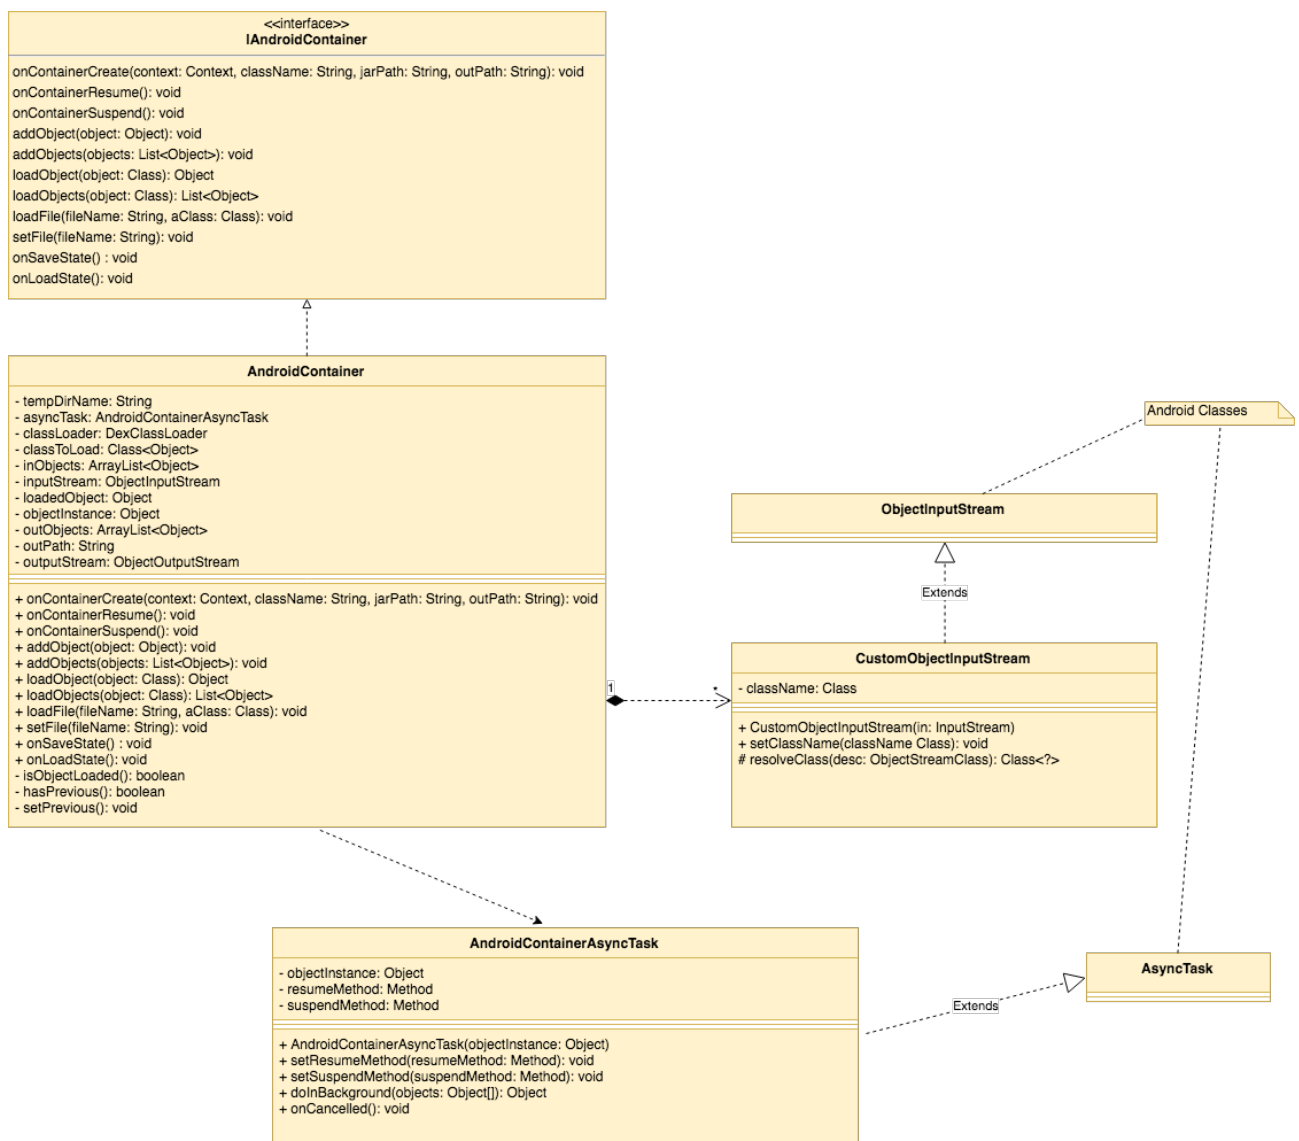 <<interface>>
IAndroidContainer
onContainerCreate(context: Context, className: String, jarPath: String, outPath: String): void
onContainerResume(): void
onContainerSuspend(): void
addObject(object: Object): void
addObjects(objects: List<Object>): void
loadObject(object: Class): Object
loadObjects(object: Class): List<Object>
loadFile(fileName: String, aClass: Class): void
setFile(fileName: String): void
onSaveState() : void
onLoadState(): void
AndroidContainer
- tempDirName: String
- asyncTask: AndroidContainerAsyncTask
- classLoader: DexClassLoader
- classToLoad: Class<Object>
- inObjects: ArrayList<Object>
- inputStream: ObjectInputStream
- loadedObject: Object
- objectInstance: Object
- outObjects: ArrayList<Object>
- outPath: String
- outputStream: ObjectOutputStream
+ onContainerCreate(context: Context, className: String, jarPath: String, outPath: String): void
+ onContainerResume(): void
+ onContainerSuspend(): void
+ addObject(object: Object): void
+ addObjects(objects: List<Object>): void
+ loadObject(object: Class): Object
+ loadObjects(object: Class): List<Object>
+ loadFile(fileName: String, aClass: Class): void
+ setFile(fileName: String): void
+ onSaveState() : void
+ onLoadState(): void
- isObjectLoaded(): boolean
- hasPrevious(): boolean
- setPrevious(): void
1
*
Android Classes
ObjectInputStream
Extends
CustomObjectInputStream
- className: Class
+ CustomObjectInputStream(in: InputStream)
+ setClassName(className Class): void
# resolveClass(desc: ObjectStreamClass): Class<?>
AndroidContainerAsyncTask
- objectInstance: Object
- resumeMethod: Method
- suspendMethod: Method
+ AndroidContainerAsyncTask(objectInstance: Object)
+ setResumeMethod(resumeMethod: Method): void
+ setSuspendMethod(suspendMethod: Method): void
+ doInBackground(objects: Object[]): Object
+ onCancelled(): void
Extends
AsyncTask